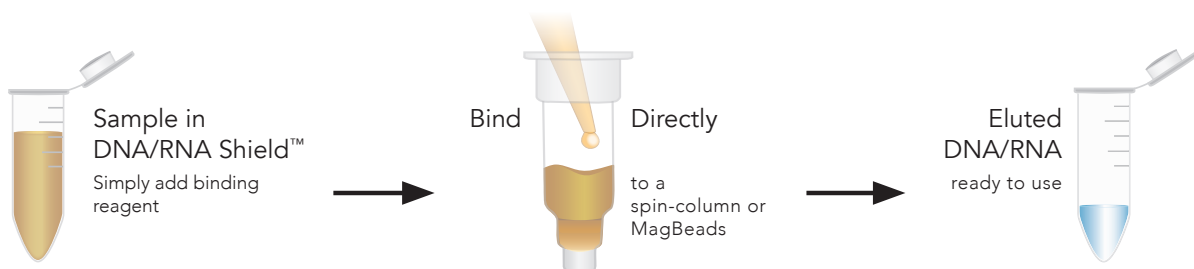 Sample in
DNA/RNA Shield™
Simply add binding
reagent
Bind Directly
to a
spin-column or
MagBeads
Eluted
DNA/RNA
ready to use